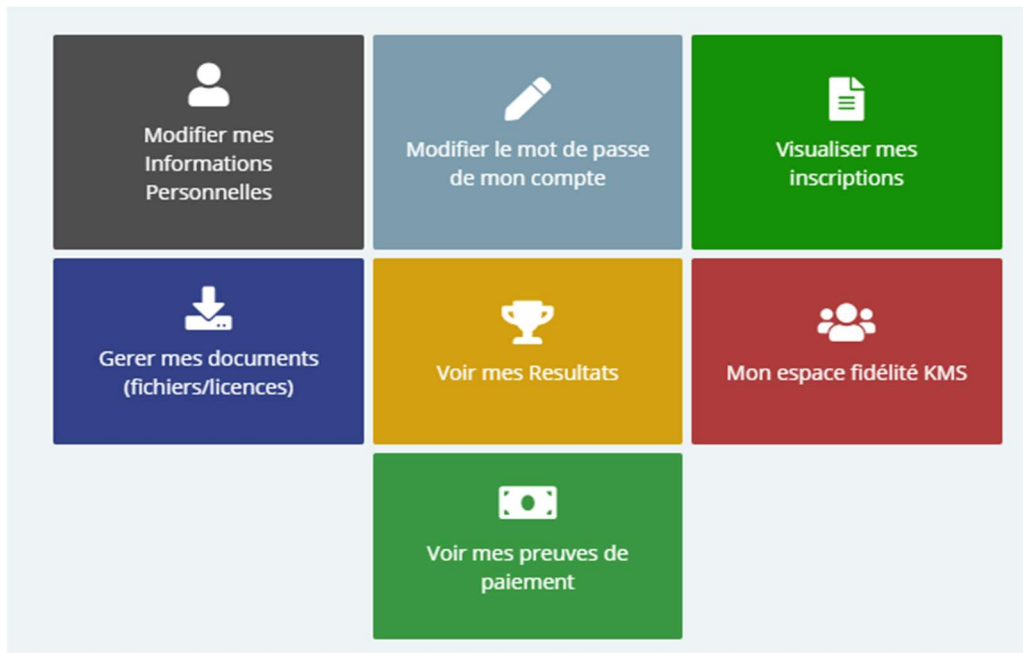 Modifier mes
Informations
Personnelles
Modifier le mot de passe
de mon compte
Visualiser mes
inscriptions
Gerer mes documents
(fichiers/licences)
Voir mes Resultats
Mon espace fidélité KMS
Voir mes preuves de
paiement